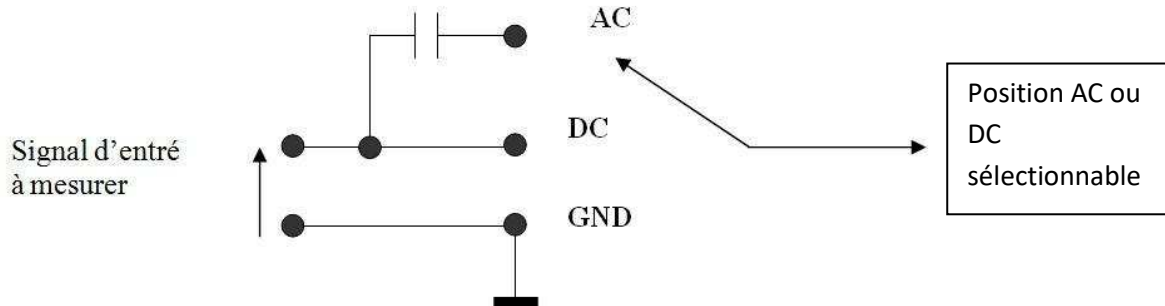 AC
DC
GND
Signal d'entré
à mesurer
Position AC ou
DC
sélectionnable